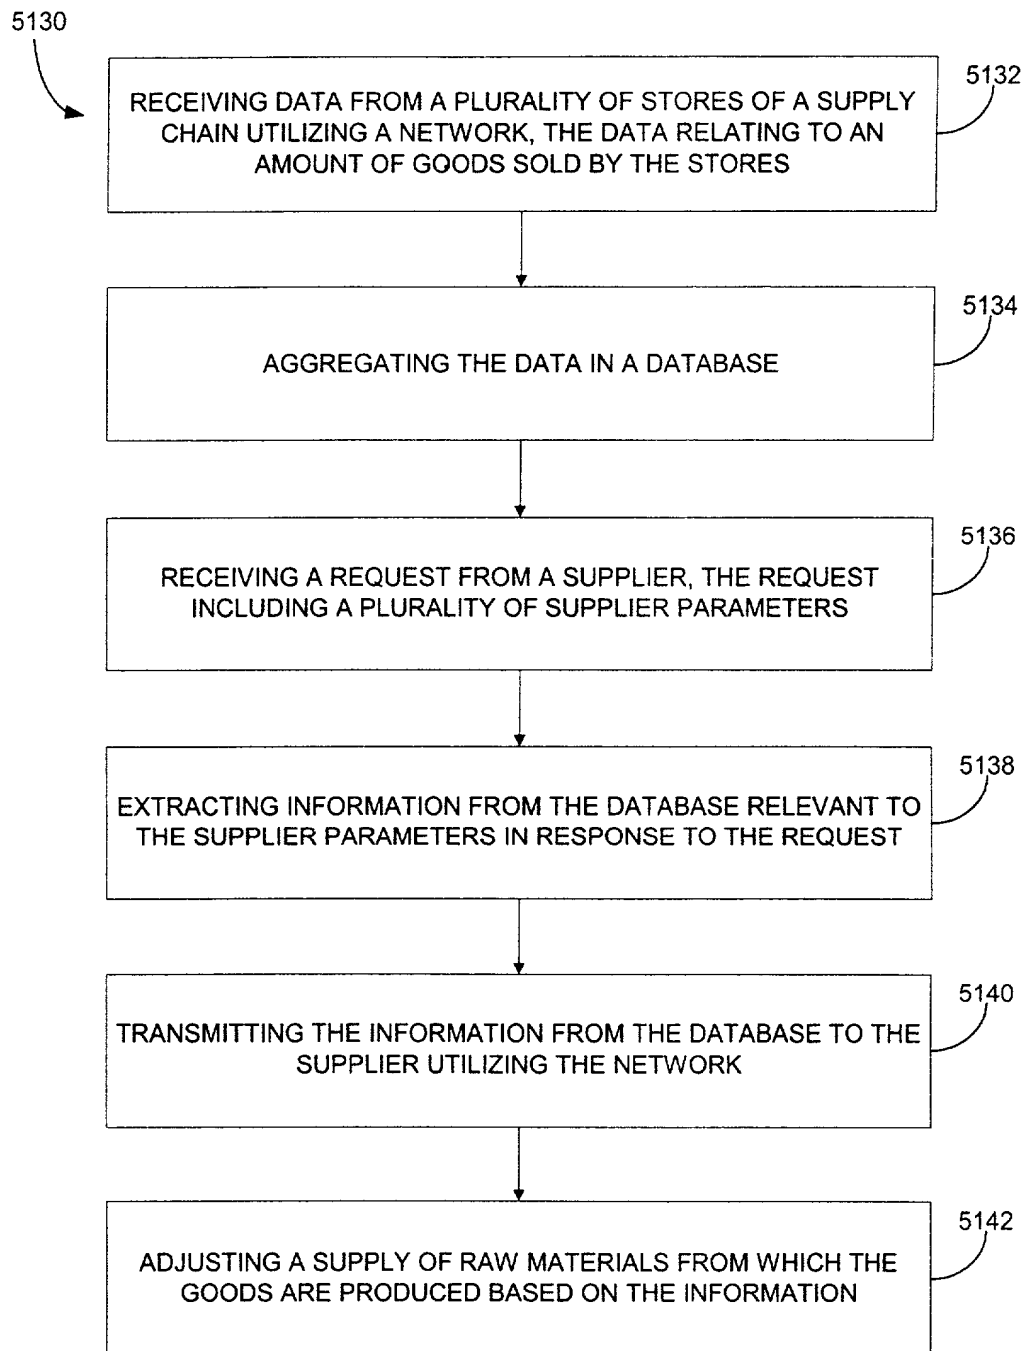 5130
5132
RECEIVING DATA FROM A PLURALITY OF STORES OF A SUPPLY
CHAIN UTILIZING A NETWORK, THE DATA RELATING TO AN
AMOUNT OF GOODS SOLD BY THE STORES
5134
AGGREGATING THE DATA IN A DATABASE
5136
RECEIVING A REQUEST FROM A SUPPLIER, THE REQUEST
INCLUDING A PLURALITY OF SUPPLIER PARAMETERS
5138
EXTRACTING INFORMATION FROM THE DATABASE RELEVANT TO
THE SUPPLIER PARAMETERS IN RESPONSE TO THE REQUEST
5140
TRANSMITTING THE INFORMATION FROM THE DATABASE TO THE
SUPPLIER UTILIZING THE NETWORK
5142
ADJUSTING A SUPPLY OF RAW MATERIALS FROM WHICH THE
GOODS ARE PRODUCED BASED ON THE INFORMATION